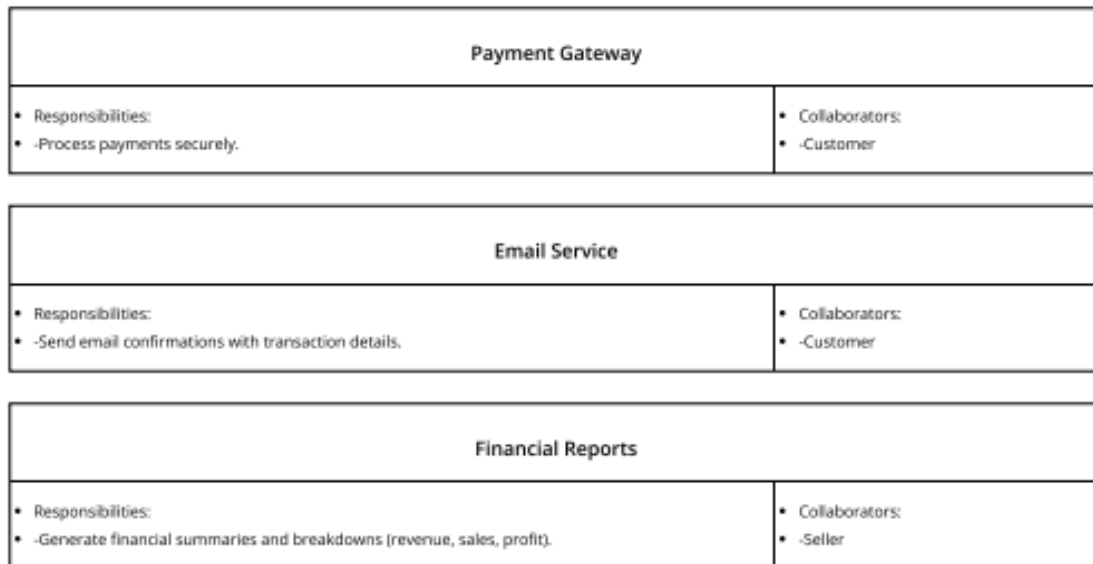 Payment Gateway
• Responsibilities:
• -Process payments securely.
• Collaborators:
• -Customer
Email Service
• Responsibilities:
• -Send email confirmations with transaction details.
• Collaborators:
• -Customer
Financial Reports
• Responsibilities:
• -Generate financial summaries and breakdowns (revenue, sales, profit).
• Collaborators:
• -Seller